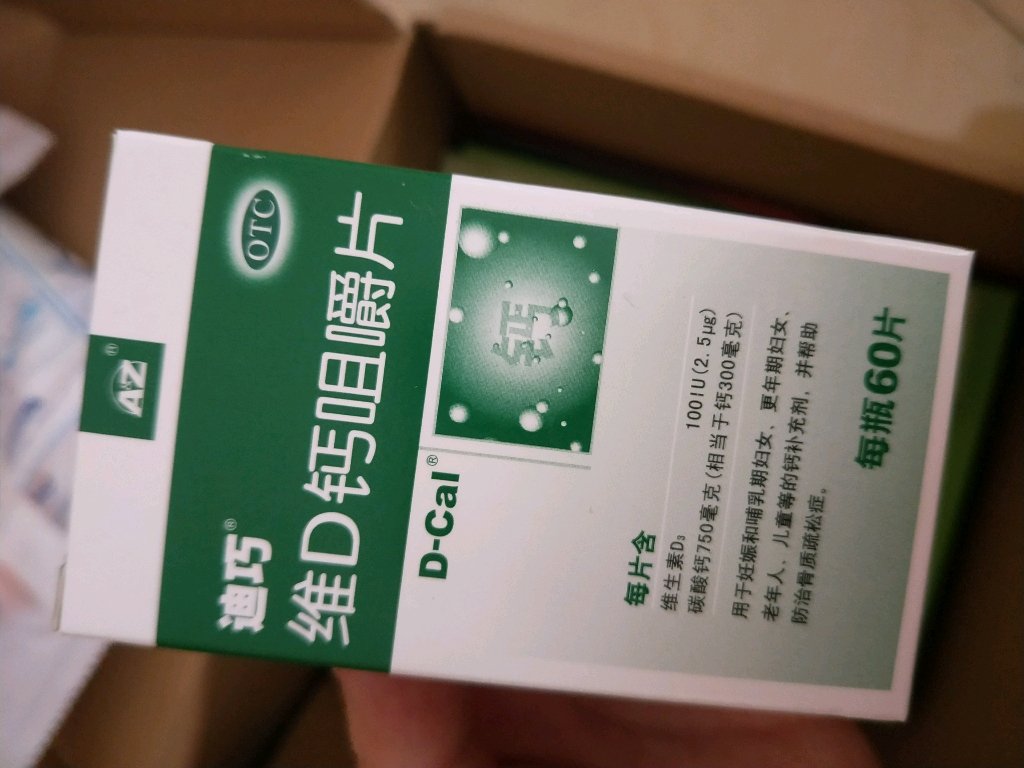 AZ®
OTC
迪巧®
维D钙咀嚼片
钙
D-Cal®
每片含
维生素D₃ 100IU(2.5μg)
碳酸钙750毫克(相当于钙300毫克)
用于妊娠和哺乳期妇女、更年期妇女、
老年人、儿童等的钙补充剂，并帮助
防治骨质疏松症。
每瓶60片